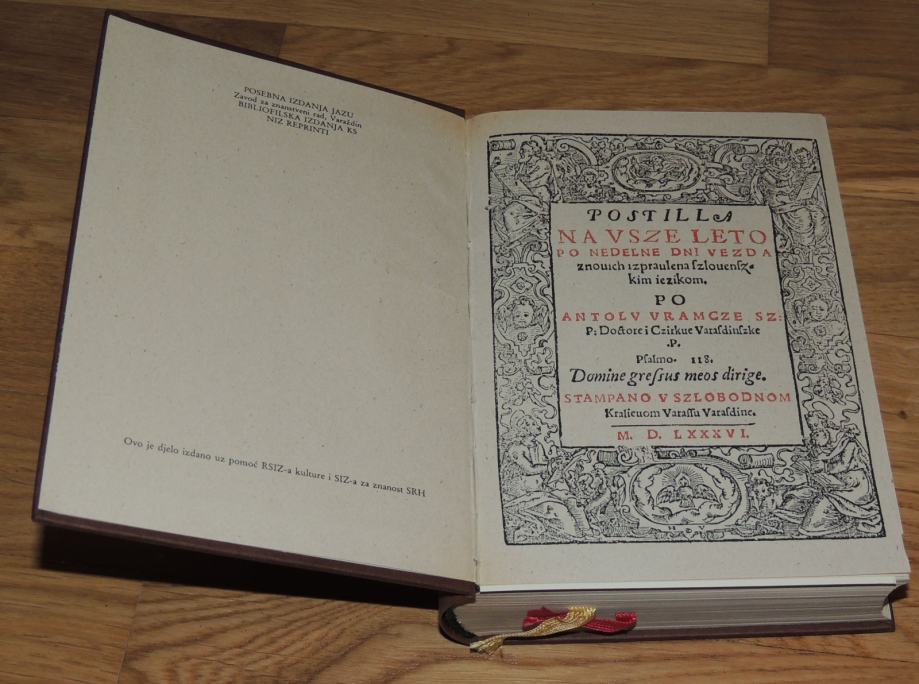 POSEBNA IZDANJA JAZU
Zavod za znanstveni rad, Varaždin
BIBLIOFILSKA IZDANJA KS
NIZ REPRINTI
Ovo je djelo izdano uz pomoć RSIZ-a kulture i SIZ-a za znanost SRH
POSTILLA
NA VSZE LETO
PO NEDELNE DNI VEZDA
znouich izpraulena ſzlouenſz⸗
kim iezikom.
PO
ANTOLV VRAMCZE SZ:
P: Doctore i Czirkue Varaſdinſzke
.P.
Pſalmo. 118.
Domine greſsus meos dirige.
STAMPANO V SZLOBODNOM
Kralieuom Varaſſu Varaſdine.
M. D. LXXXVI.